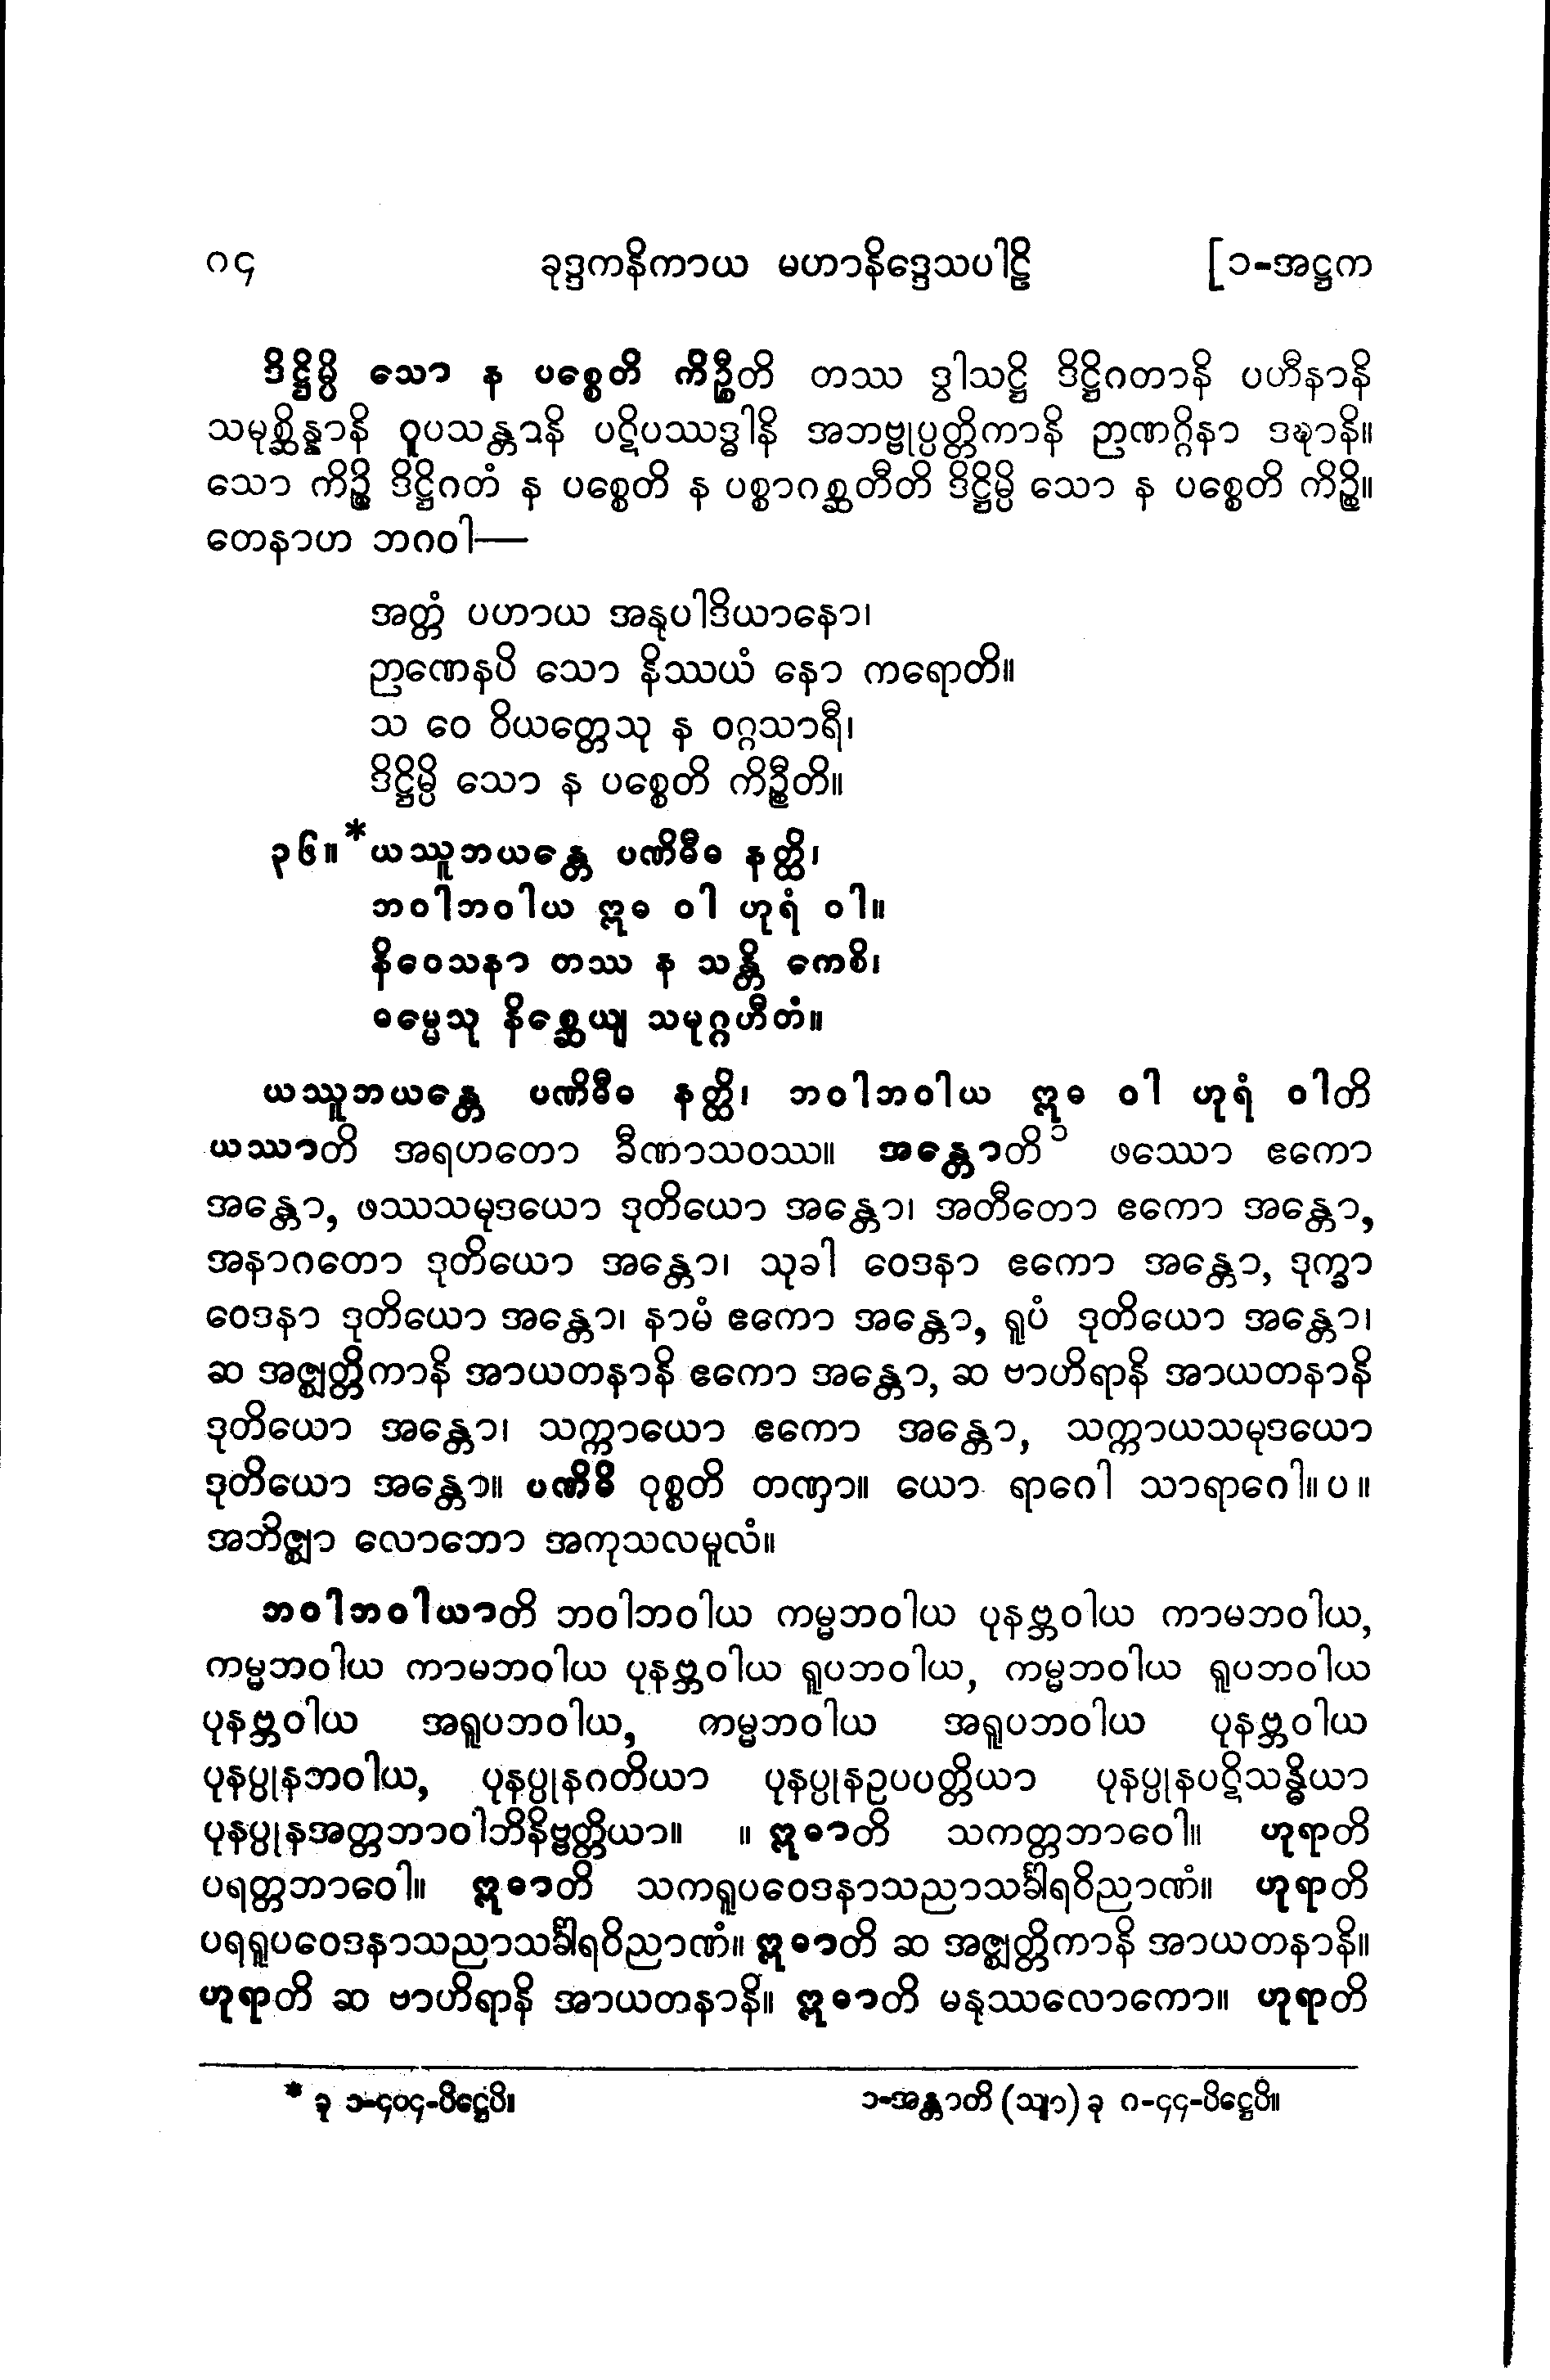 ၈၄ ခုဒ္ဒကနိကာယ မဟာနိဒ္ဒေသပါဠိ [၁-အဋ္ဌက
ဒိဋ္ဌိမ္ပိ သော န ပစ္စေတိ ကိဉ္စီတိ တဿ ဒွါသဋ္ဌိ ဒိဋ္ဌိဂတာနိ ပဟီနာနိ
သမုစ္ဆိန္နာနိ ဝူပသန္တာနိ ပဋိပဿဒ္ဓါနိ အဘဗ္ဗုပ္ပတ္တိကာနိ ဉာဏဂ္ဂိနာ ဒဍ္ဎာနိ။
သော ကိဉ္စိ ဒိဋ္ဌိဂတံ န ပစ္စေတိ န ပစ္စာဂစ္ဆတီတိ ဒိဋ္ဌိမ္ပိ သော န ပစ္စေတိ ကိဉ္စိ။
တေနာဟ ဘဂဝါ—
အတ္တံ ပဟာယ အနုပါဒိယာနော၊
ဉာဏေနပိ သော နိဿယံ နော ကရောတိ။
သ ဝေ ဝိယတ္တေသု န ဝဂ္ဂသာရီ၊
ဒိဋ္ဌိမ္ပိ သော န ပစ္စေတိ ကိဉ္စီတိ။
၃၆။ *ယဿူဘယန္တေ ပဏိဓီဓ နတ္ထိ၊
ဘဝါဘဝါယ ဣဓ ဝါ ဟုရံ ဝါ။
နိဝေသနာ တဿ န သန္တိ ကေစိ၊
ဓမ္မေသု နိစ္ဆေယျ သမုဂ္ဂဟီတံ။
ယဿူဘယန္တေ ပဏိဓီဓ နတ္ထိ၊ ဘဝါဘဝါယ ဣဓ ဝါ ဟုရံ ဝါတိ
ယဿာတိ အရဟတော ခီဏာသဝဿ။ အန္တောတိ ၁ ဖဿော ဧကော
အန္တော, ဖဿသမုဒယော ဒုတိယော အန္တော၊ အတီတော ဧကော အန္တော,
အနာဂတော ဒုတိယော အန္တော၊ သုခါ ဝေဒနာ ဧကော အန္တော, ဒုက္ခာ
ဝေဒနာ ဒုတိယော အန္တော၊ နာမံ ဧကော အန္တော, ရူပံ ဒုတိယော အန္တော၊
ဆ အဇ္ဈတ္တိကာနိ အာယတနာနိ ဧကော အန္တော, ဆ ဗာဟိရာနိ အာယတနာနိ
ဒုတိယော အန္တော၊ သက္ကာယော ဧကော အန္တော, သက္ကာယသမုဒယော
ဒုတိယော အန္တော။ ပဏိဓိ ဝုစ္စတိ တဏှာ။ ယော ရာဂေါ သာရာဂေါ။ပ။
အဘိဇ္ဈာ လောဘော အကုသလမူလံ။
ဘဝါဘဝါယာတိ ဘဝါဘဝါယ ကမ္မဘဝါယ ပုနဗ္ဘဝါယ ကာမဘဝါယ,
ကမ္မဘဝါယ ကာမဘဝါယ ပုနဗ္ဘဝါယ ရူပဘဝါယ, ကမ္မဘဝါယ ရူပဘဝါယ
ပုနဗ္ဘဝါယ အရူပဘဝါယ, ကမ္မဘဝါယ အရူပဘဝါယ ပုနဗ္ဘဝါယ
ပုနပ္ပုနဘဝါယ, ပုနပ္ပုနဂတိယာ ပုနပ္ပုနဥပပတ္တိယာ ပုနပ္ပုနပဋိသန္ဓိယာ
ပုနပ္ပုနအတ္တဘာဝါဘိနိဗ္ဗတ္တိယာ။ ။ ဣဓာတိ သကတ္တဘာဝေါ။ ဟုရာတိ
ပရတ္တဘာဝေါ။ ဣဓာတိ သကရူပဝေဒနာသညာသင်္ခါရဝိညာဏံ။ ဟုရာတိ
ပရရူပဝေဒနာသညာသင်္ခါရဝိညာဏံ။ ဣဓာတိ ဆ အဇ္ဈတ္တိကာနိ အာယတနာနိ။
ဟုရာတိ ဆ ဗာဟိရာနိ အာယတနာနိ။ ဣဓာတိ မနုဿလောကော။ ဟုရာတိ
* ခု ၁-၄၀၄-ပိဋ္ဌေပိ။ ၁-အန္တာတိ (သျာ) ခု ၈-၄၄-ပိဋ္ဌေပိ။